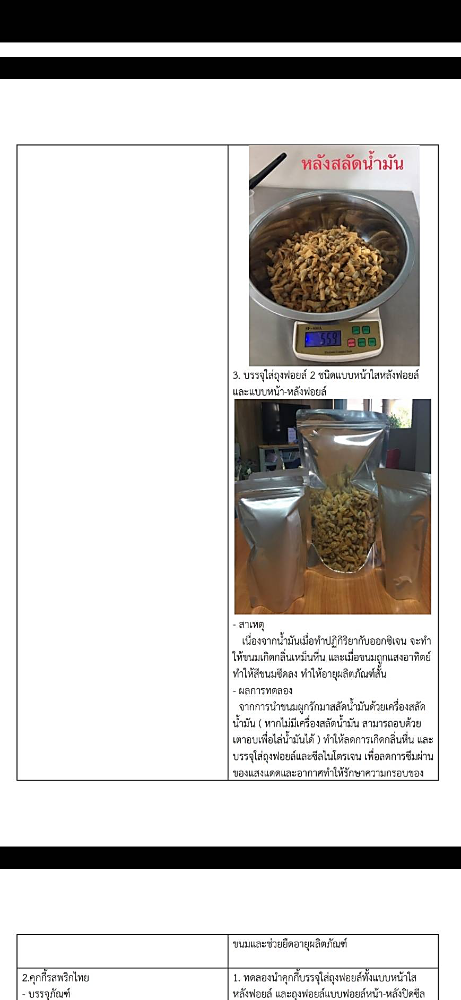 หลังสลัดน้ำมัน
SF-400A
559
3. บรรจุใส่ถุงฟอยล์ 2 ชนิดแบบหน้าใสหลังฟอยล์
และแบบหน้า-หลังฟอยล์
- สาเหตุ
เนื่องจากน้ำมันเมื่อทำปฏิกิริยากับออกซิเจน จะทำ
ให้ขนมเกิดกลิ่นเหม็นหืน และเมื่อขนมถูกแสงอาทิตย์
ทำให้สีขนมซีดลง ทำให้อายุผลิตภัณฑ์สั้น
- ผลการทดลอง
จากการนำขนมผูกรักมาสลัดน้ำมันด้วยเครื่องสลัด
น้ำมัน ( หากไม่มีเครื่องสลัดน้ำมัน สามารถอบด้วย
เตาอบเพื่อไล่น้ำมันได้ ) ทำให้ลดการเกิดกลิ่นหืน และ
บรรจุใส่ถุงฟอยล์และซีลไนโตรเจน เพื่อลดการซึมผ่าน
ของแสงแดดและอากาศทำให้รักษาความกรอบของ
ขนมและช่วยยืดอายุผลิตภัณฑ์
2.คุกกี้รสพริกไทย
- บรรจุภัณฑ์
1. ทดลองนำคุกกี้บรรจุใส่ถุงฟอยล์ทั้งแบบหน้าใส
หลังฟอยล์ และถุงฟอยล์แบบฟอยล์หน้า-หลังปิดซีล